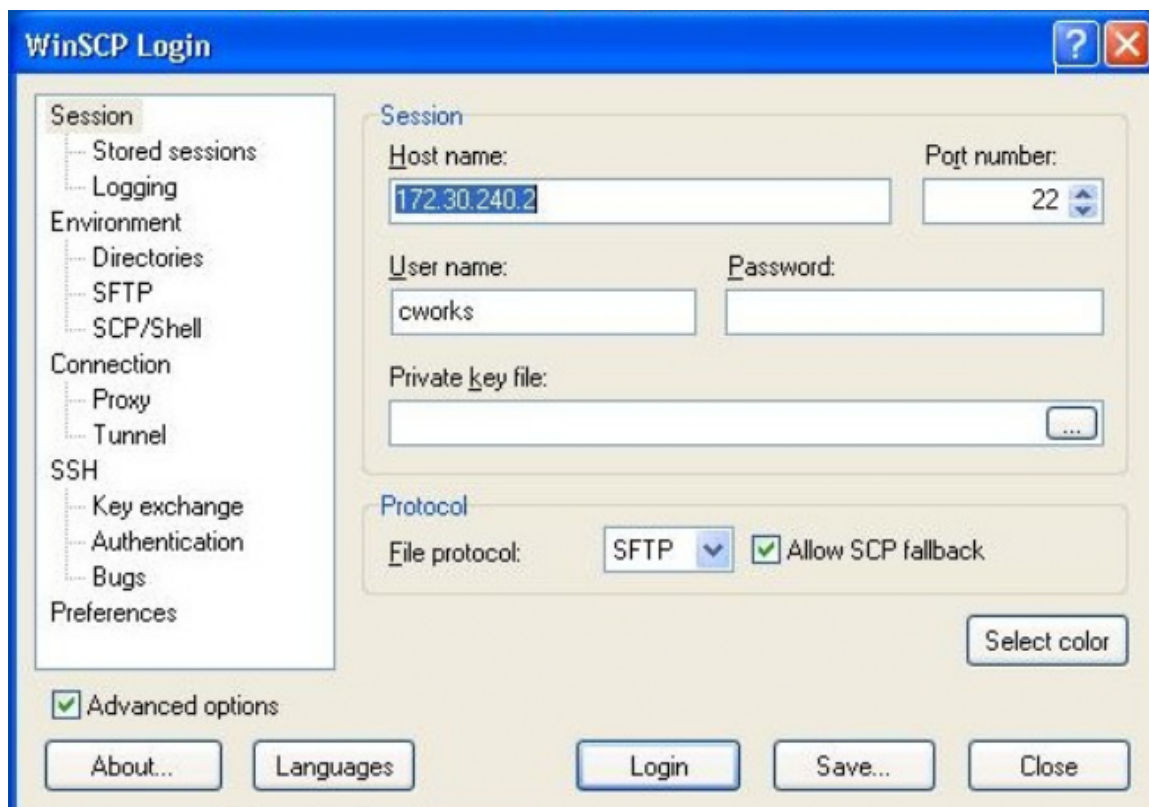 WinSCP Login
Session
Stored sessions
Logging
Environment
Directories
SFTP
SCP/Shell
Connection
Proxy
Tunnel
SSH
Key exchange
Authentication
Bugs
Preferences
Session
Host name:
Port number:
172.30.240.2
22
User name:
Password:
cworks
Private key file:
...
Protocol
File protocol:
SFTP
Allow SCP fallback
Select color
Advanced options
About...
Languages
Login
Save...
Close